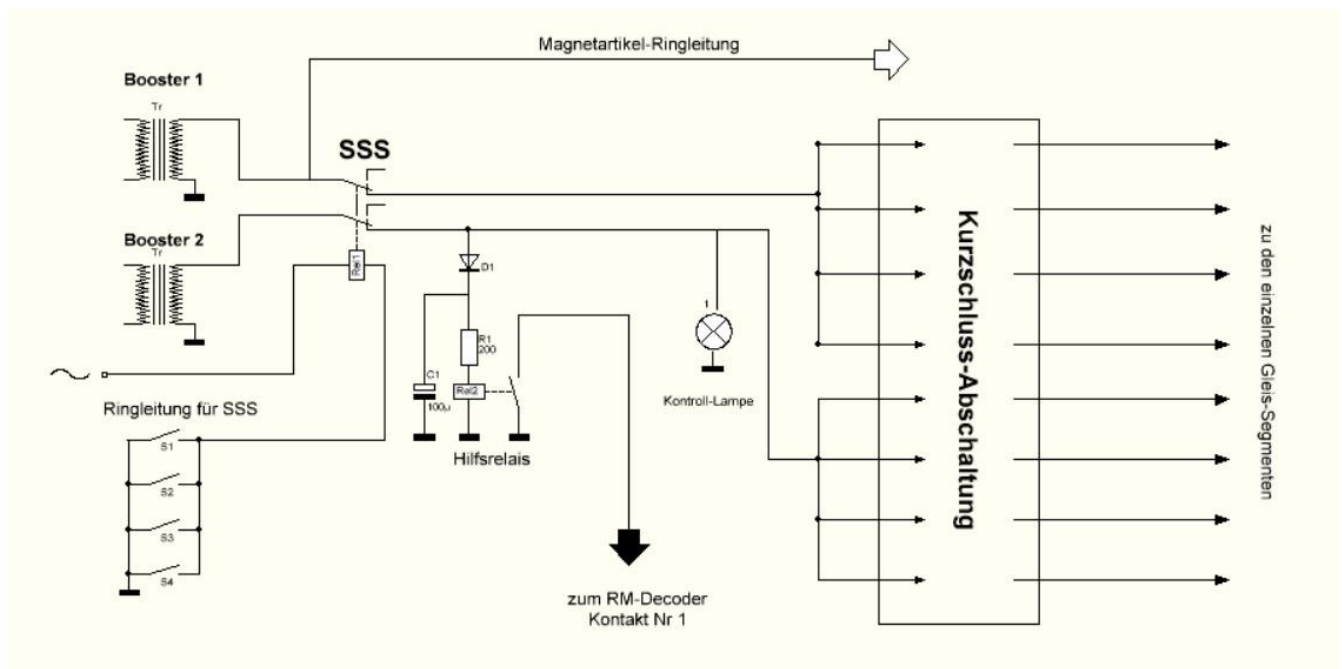 Magnetartikel-Ringleitung
Booster 1
Tr
SSS
Booster 2
Tr
Rel1
D1
R1
200
C1
100µ
Rel2
1
Kontroll-Lampe
Ringleitung für SSS
S1
S2
S3
S4
Hilfsrelais
zum RM-Decoder
Kontakt Nr 1
Kurzschluss-Abschaltung
zu den einzelnen Gleis-Segmenten